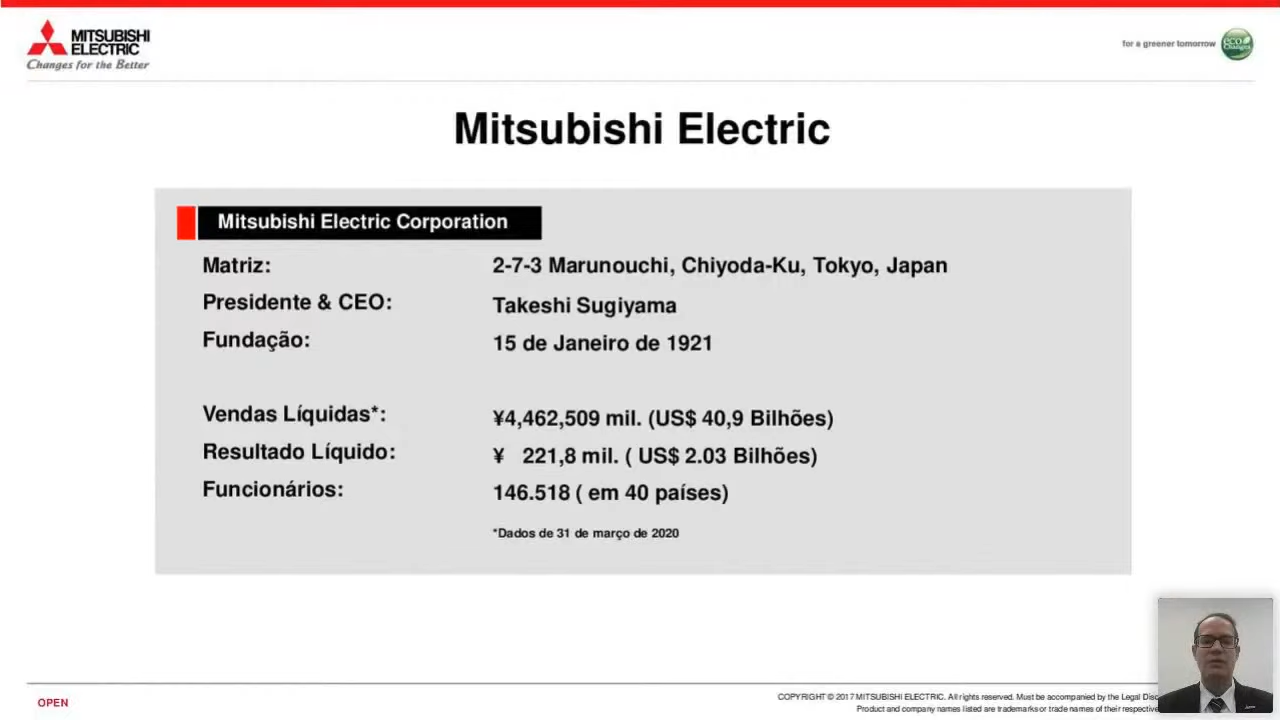 MITSUBISHI
ELECTRIC
Changes for the Better
for a greener tomorrow
eco
Changes
Mitsubishi Electric
Mitsubishi Electric Corporation
Matriz: 2-7-3 Marunouchi, Chiyoda-Ku, Tokyo, Japan
Presidente & CEO: Takeshi Sugiyama
Fundação: 15 de Janeiro de 1921
Vendas Líquidas*: ¥4,462,509 mil. (US$ 40,9 Bilhões)
Resultado Líquido: ¥ 221,8 mil. ( US$ 2.03 Bilhões)
Funcionários: 146.518 ( em 40 países)
*Dados de 31 de março de 2020
OPEN
COPYRIGHT © 2017 MITSUBISHI ELECTRIC. All rights reserved. Must be accompanied by the Legal
Product and company names listed are trademarks or trade names of their respective